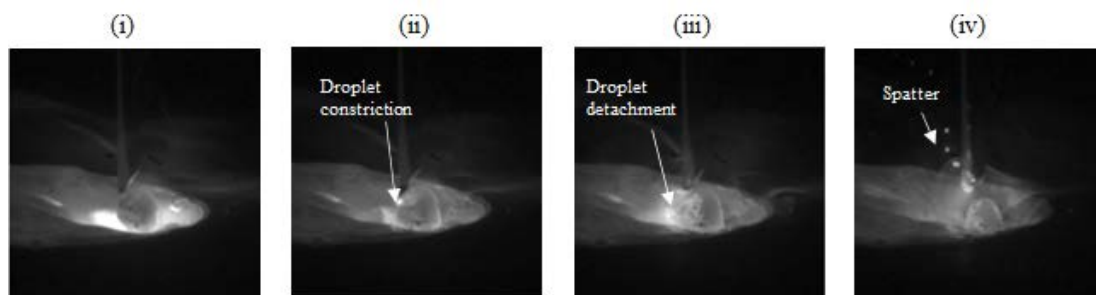 (i)
(ii)
(iii)
(iv)
Droplet
constriction
Droplet
detachment
Spatter